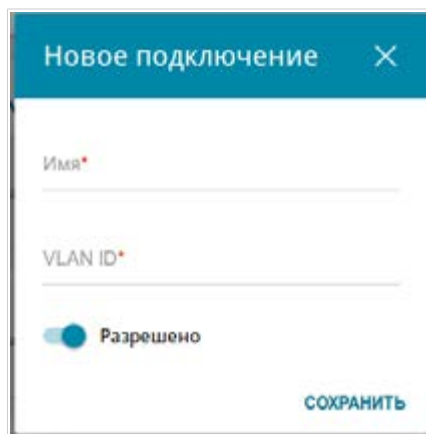 Новое подключение
Имя*
VLAN ID*
Разрешено
СОХРАНИТЬ